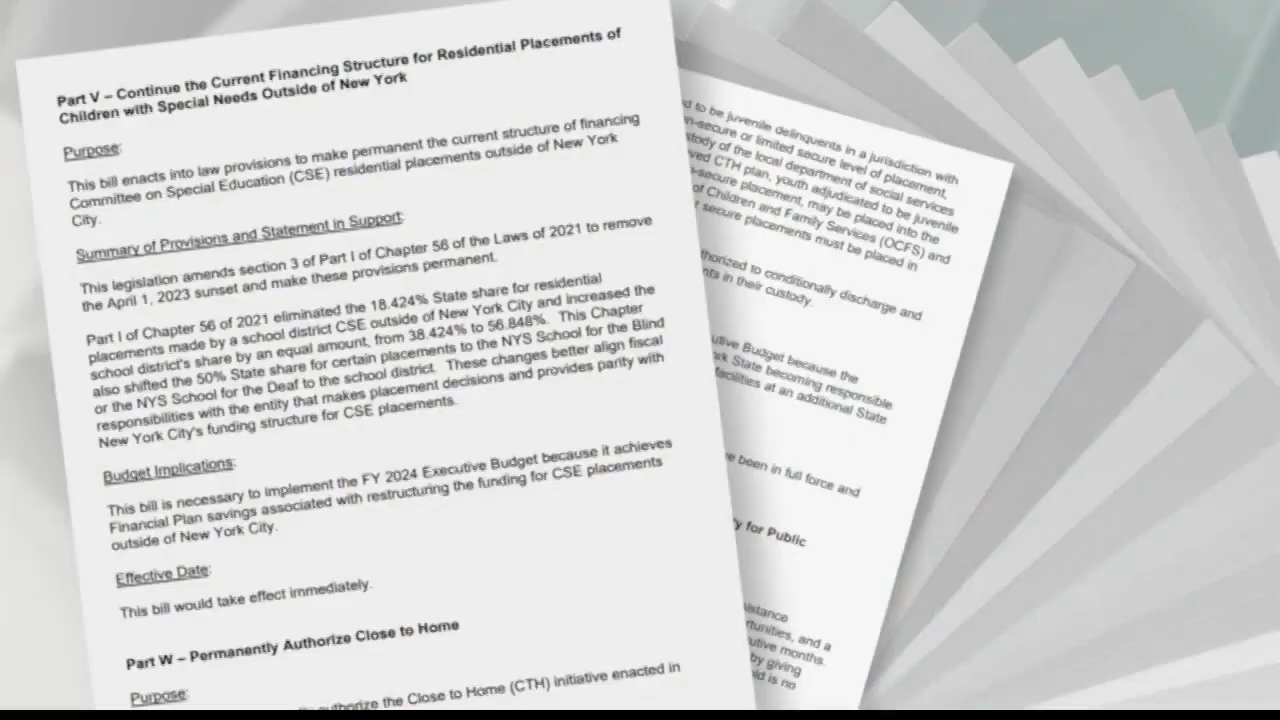 Part V – Continue the Current Financing Structure for Residential Placements of
Children with Special Needs Outside of New York
Purpose:
This bill enacts into law provisions to make permanent the current structure of financing
Committee on Special Education (CSE) residential placements outside of New York
City.
Summary of Provisions and Statement in Support:
This legislation amends section 3 of Part I of Chapter 56 of the Laws of 2021 to remove
the April 1, 2023 sunset and make these provisions permanent.
Part I of Chapter 56 of 2021 eliminated the 18.424% State share for residential
placements made by a school district CSE outside of New York City and increased the
school district's share by an equal amount, from 38.424% to 56.848%. This Chapter
also shifted the 50% State share for certain placements to the NYS School for the Blind
or the NYS School for the Deaf to the school district. These changes better align fiscal
responsibilities with the entity that makes placement decisions and provides parity with
New York City's funding structure for CSE placements.
Budget Implications:
This bill is necessary to implement the FY 2024 Executive Budget because it achieves
Financial Plan savings associated with restructuring the funding for CSE placements
outside of New York City.
Effective Date:
This bill would take effect immediately.
Part W – Permanently Authorize Close to Home
Purpose:
authorize the Close to Home (CTH) initiative enacted in
to be juvenile delinquents in a jurisdiction with
or limited secure level of placement,
of the local department of social services
CTH plan, youth adjudicated to be juvenile
placement, may be placed into the
of Children and Family Services (OCFS) and
secure placements must be placed in
to conditionally discharge and
in their custody.
Budget because the
State becoming responsible
facilities at an additional State
been in full force and
for Public
and a
months.
by giving
is no